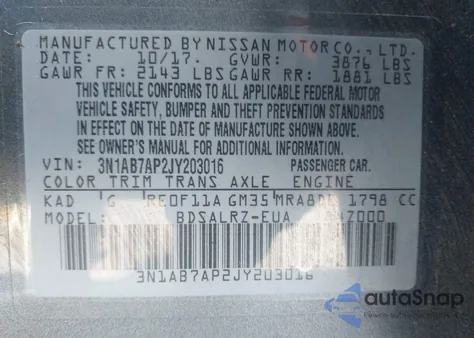 MANUFACTURED BY NISSAN MOTOR CO., LTD.
DATE: 10/17. GVWR: 3876 LBS
GAWR FR: 2143 LBS GAWR RR: 1881 LBS
THIS VEHICLE CONFORMS TO ALL APPLICABLE FEDERAL MOTOR
VEHICLE SAFETY, BUMPER AND THEFT PREVENTION STANDARDS
IN EFFECT ON THE DATE OF MANUFACTURE SHOWN ABOVE.
SEE OWNER'S MANUAL FOR ADDITIONAL INFORMATION.
VIN: 3N1AB7AP2JY203016 PASSENGER CAR.
COLOR TRIM TRANS AXLE ENGINE
KAD G RE0F11A GM35 MRA8DE 1798 CC
MODEL: BDSALRZ-EUA
3N1AB7AP2JY203016
autoSnap